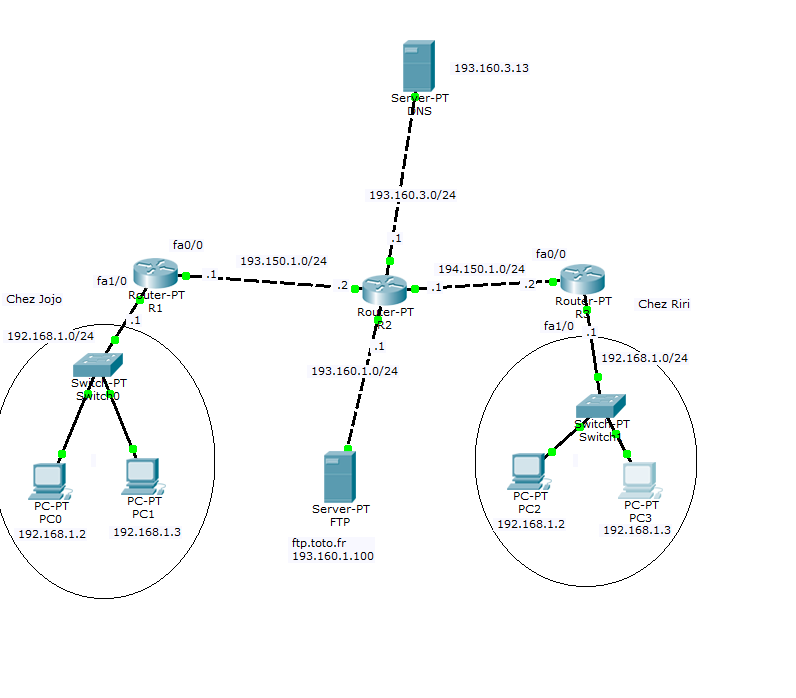 193.160.3.13
Server-PT
DNS
193.160.3.0/24
.1
fa0/0
193.150.1.0/24
fa1/0
.1
.2
Router-PT
R1
Chez Jojo
.1
192.168.1.0/24
Router-PT
R2
.1
194.150.1.0/24
.2
fa0/0
Router-PT
R3
Chez Riri
fa1/0
.1
192.168.1.0/24
.1
193.160.1.0/24
Switch-PT
Switch0
PC-PT
PC0
192.168.1.2
PC-PT
PC1
192.168.1.3
Server-PT
FTP
ftp.toto.fr
193.160.1.100
Switch-PT
PC-PT
PC2
192.168.1.2
PC-PT
PC3
192.168.1.3